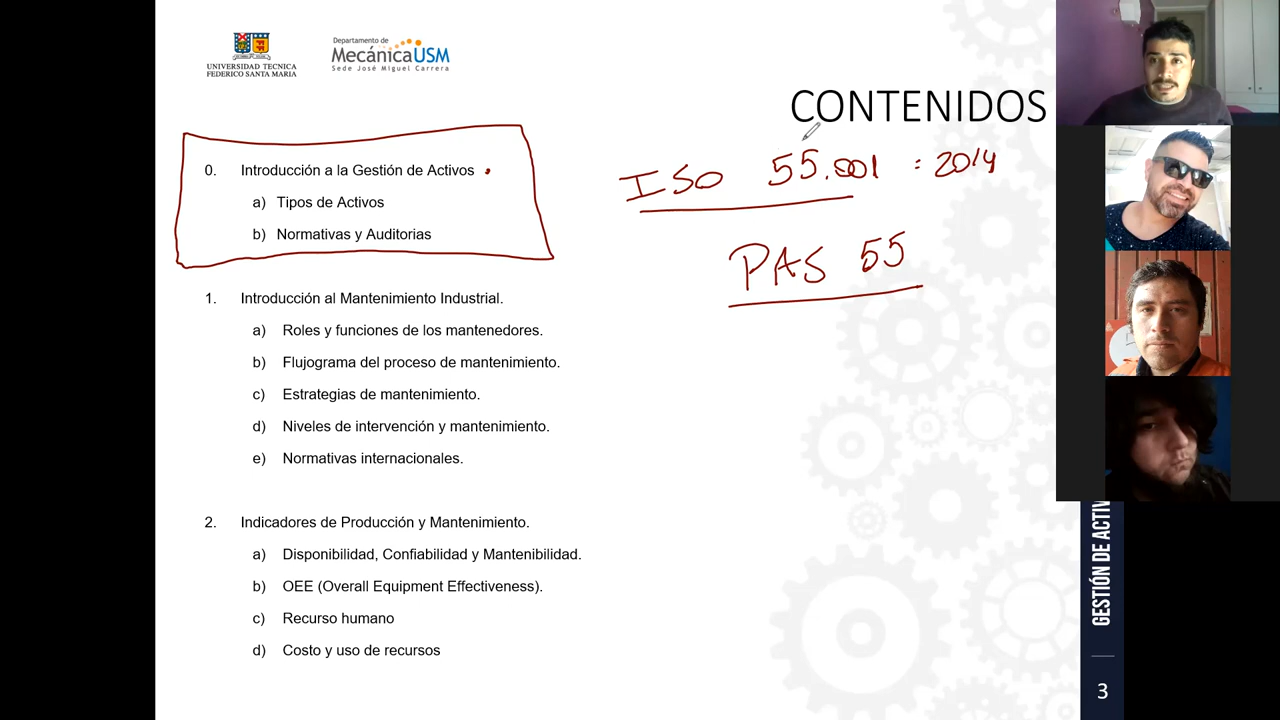 UNIVERSIDAD TECNICA
FEDERICO SANTA MARIA
Departamento de
MecánicaUSM
Sede José Miguel Carrera
CONTENIDOS
0. Introducción a la Gestión de Activos
a) Tipos de Activos
b) Normativas y Auditorias
ISO 55.001 : 2014
PAS 55
1. Introducción al Mantenimiento Industrial.
a) Roles y funciones de los mantenedores.
b) Flujograma del proceso de mantenimiento.
c) Estrategias de mantenimiento.
d) Niveles de intervención y mantenimiento.
e) Normativas internacionales.
2. Indicadores de Producción y Mantenimiento.
a) Disponibilidad, Confiabilidad y Mantenibilidad.
b) OEE (Overall Equipment Effectiveness).
c) Recurso humano
d) Costo y uso de recursos
GESTIÓN DE ACTIV
3